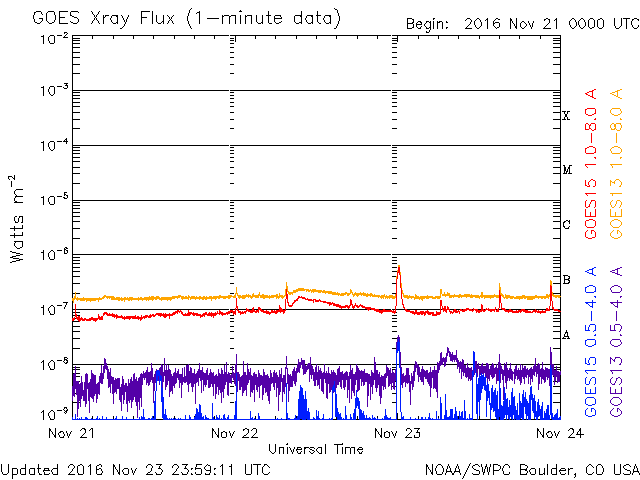 GOES Xray Flux (1-minute data)
Begin: 2016 Nov 21 0000 UTC
10-2
10-3
10-4
10-5
10-6
10-7
10-8
10-9
Watts m-2
X
M
C
B
A
GOES15 1.0-8.0 A
GOES13 1.0-8.0 A
GOES15 0.5-4.0 A
GOES13 0.5-4.0 A
Nov 21
Nov 22
Nov 23
Nov 24
Universal Time
Updated 2016 Nov 23 23:59:11 UTC
NOAA/SWPC Boulder, CO USA